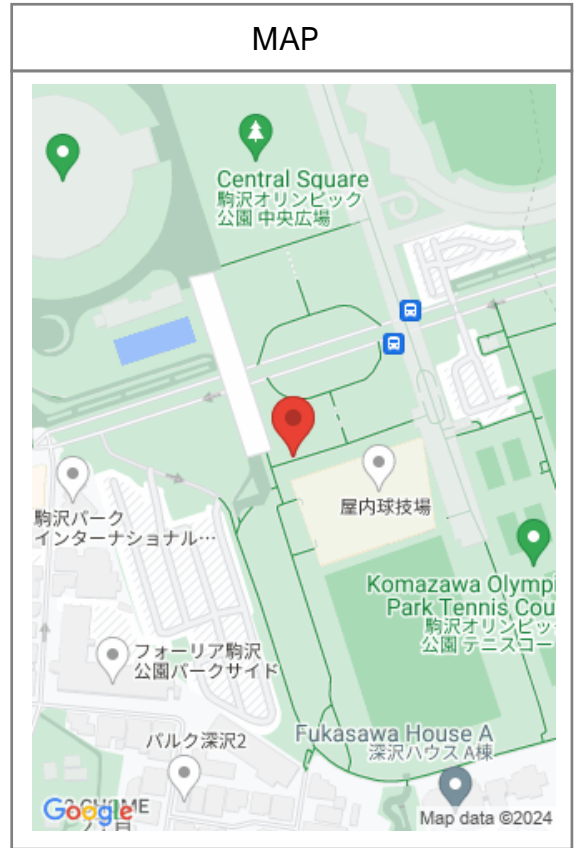 MAP
Central Square
駒沢オリンピック
公園 中央広場
屋内球技場
駒沢パーク
インターナショナル…
Komazawa Olympi
Park Tennis Cou
駒沢オリンピッ
公園 テニスコー
フォーリア駒沢
公園パークサイド
Fukasawa House A
深沢ハウス A棟
パルク深沢2
Google
Map data ©2024